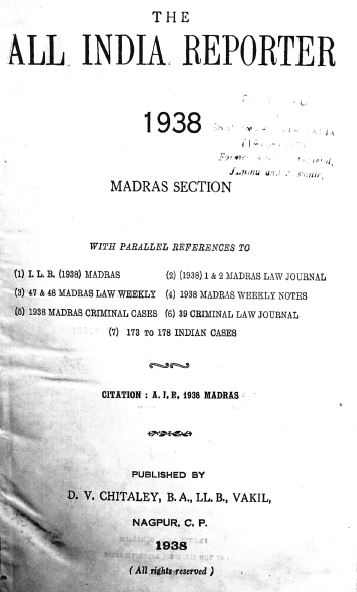 THE
ALL INDIA REPORTER
1938
Jammu and Kashmir,
MADRAS SECTION
WITH PARALLEL REFERENCES TO
(1) I. L. R. (1938) MADRAS (2) (1938) 1 & 2 MADRAS LAW JOURNAL
(3) 47 & 48 MADRAS LAW WEEKLY (4) 1938 MADRAS WEEKLY NOTES
(5) 1938 MADRAS CRIMINAL CASES (6) 39 CRIMINAL LAW JOURNAL
(7) 173 TO 178 INDIAN CASES
CITATION : A. I. R. 1938 MADRAS
PUBLISHED BY
D. V. CHITALEY, B. A., LL. B., VAKIL,
NAGPUR, C. P.
1938
( All rights reserved )